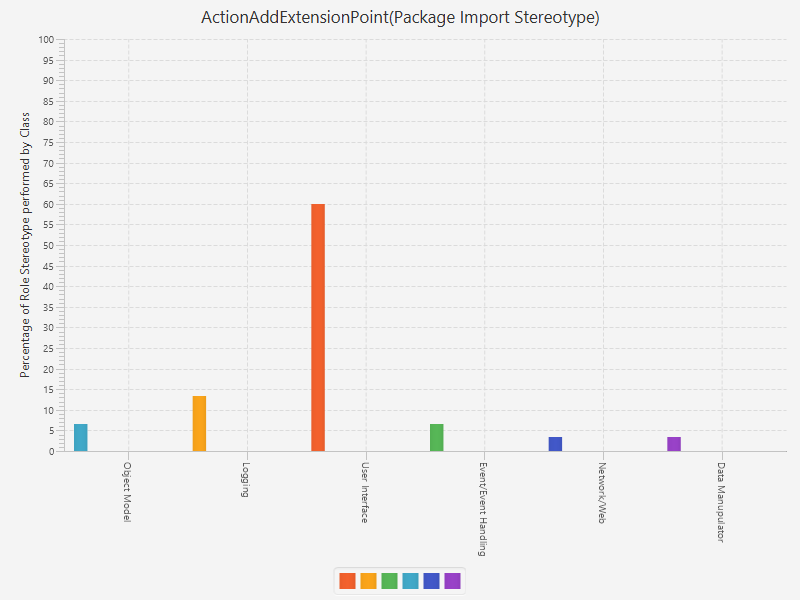 ActionAddExtensionPoint(Package Import Stereotype)
Percentage of Role Stereotype performed by Class
100
95
90
85
80
75
70
65
60
55
50
45
40
35
30
25
20
15
10
5
0
Object Model
Logging
User Interface
Event/Event Handling
Network/Web
Data Manupulator